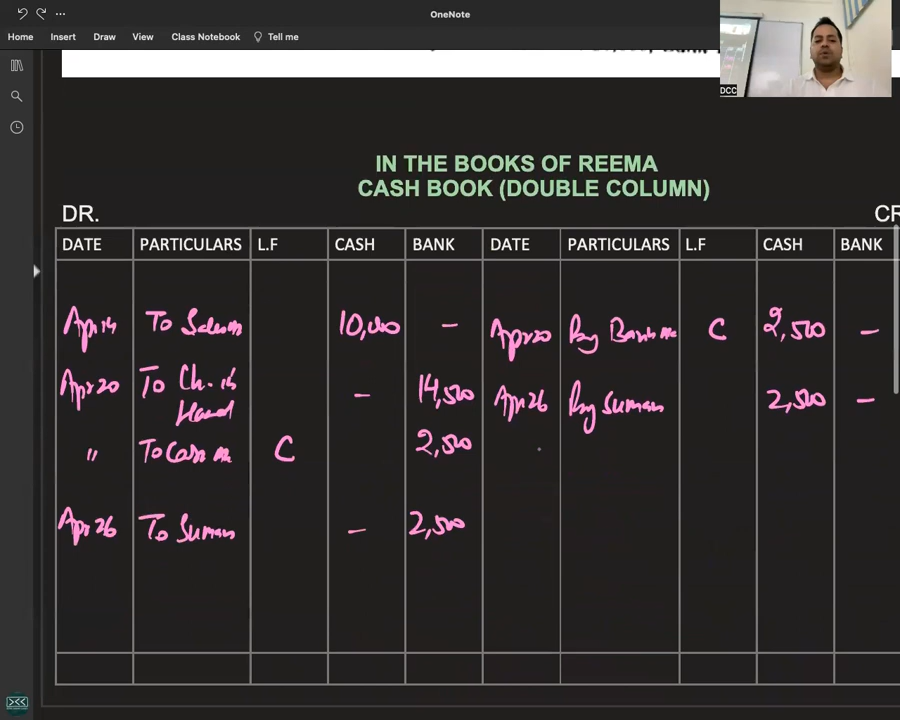 OneNote
Home Insert Draw View Class Notebook Tell me
DCC
IN THE BOOKS OF REEMA
CASH BOOK (DOUBLE COLUMN)
DR. CR
DATE PARTICULARS L.F CASH BANK DATE PARTICULARS L.F CASH BANK
Apr 14 To 10,000 - Apr 20 By Bank C 2,500 -
Apr 20 To Ch. in - 14,500 Apr 26 By Suman 2,500 -
Hand
" To Cash C 2,500
Apr 26 To Suman - 2,500